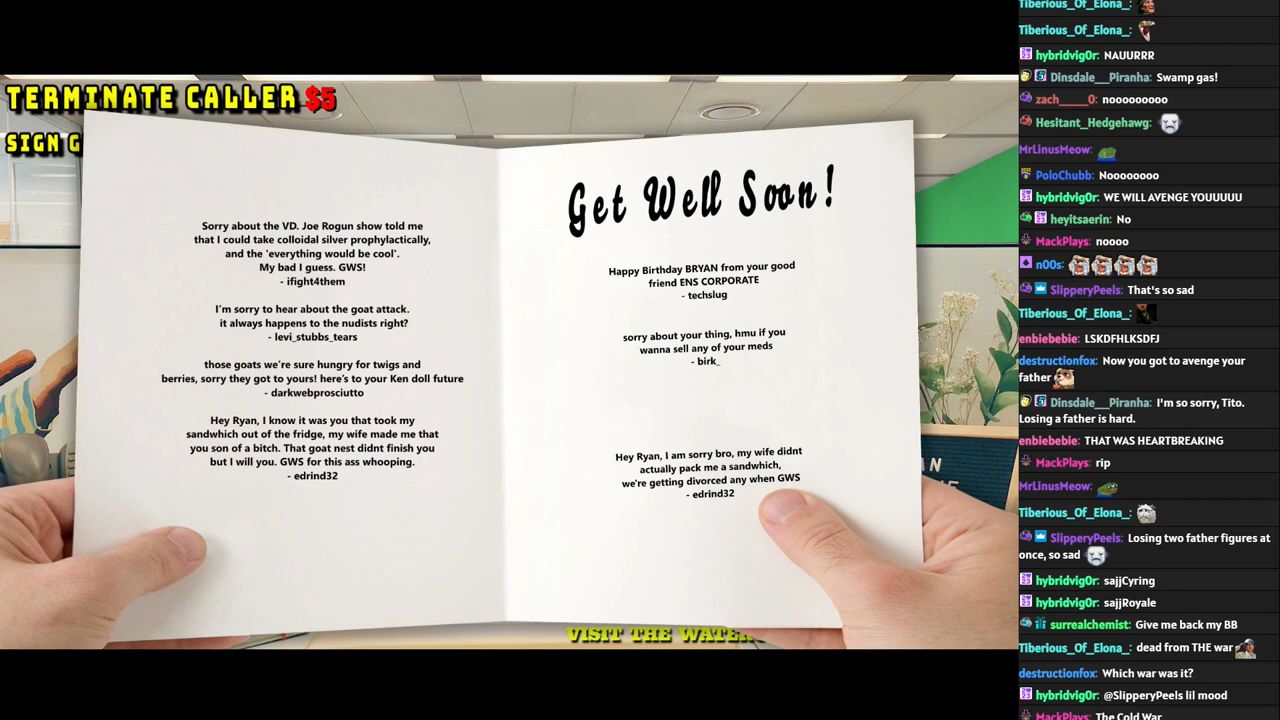 TERMINATE CALLER $5
SIGN G
Sorry about the VD. Joe Rogun show told me
that I could take colloidal silver prophylactically,
and the 'everything would be cool'.
My bad I guess. GWS!
- ifight4them
I'm sorry to hear about the goat attack.
it always happens to the nudists right?
- levi_stubbs_tears
those goats we're sure hungry for twigs and
berries, sorry they got to yours! here's to your Ken doll future
- darkwebprosciutto
Hey Ryan, I know it was you that took my
sandwhich out of the fridge, my wife made me that
you son of a bitch. That goat nest didnt finish you
but I will you. GWS for this ass whooping.
- edrind32
Get Well Soon!
Happy Birthday BRYAN from your good
friend ENS CORPORATE
- techslug
sorry about your thing, hmu if you
wanna sell any of your meds
- birk_
Hey Ryan, I am sorry bro, my wife didnt
actually pack me a sandwhich,
we're getting divorced any when GWS
- edrind32
AN
VISIT THE WATER
Tiberious_Of_Elona_:
Tiberious_Of_Elona_:
hybridvig0r: NAUURRR
Dinsdale__Piranha: Swamp gas!
zach_____0: nooooooooo
Hesitant_Hedgehawg:
MrLinusMeow:
PoloChubb: Noooooooo
hybridvig0r: WE WILL AVENGE YOUUUUU
heyitsaerin: No
MackPlays: noooo
n00s:
SlipperyPeels: That's so sad
Tiberious_Of_Elona_:
enbiebebie: LSKDFHLKSDFJ
destructionfox: Now you got to avenge your
father
Dinsdale__Piranha: I'm so sorry, Tito.
Losing a father is hard.
enbiebebie: THAT WAS HEARTBREAKING
MackPlays: rip
MrLinusMeow:
Tiberious_Of_Elona_:
SlipperyPeels: Losing two father figures at
once, so sad
hybridvig0r: sajjCyring
hybridvig0r: sajjRoyale
surrealchemist: Give me back my BB
Tiberious_Of_Elona_: dead from THE war
destructionfox: Which war was it?
hybridvig0r: @SlipperyPeels lil mood
MackPlays: The Cold War